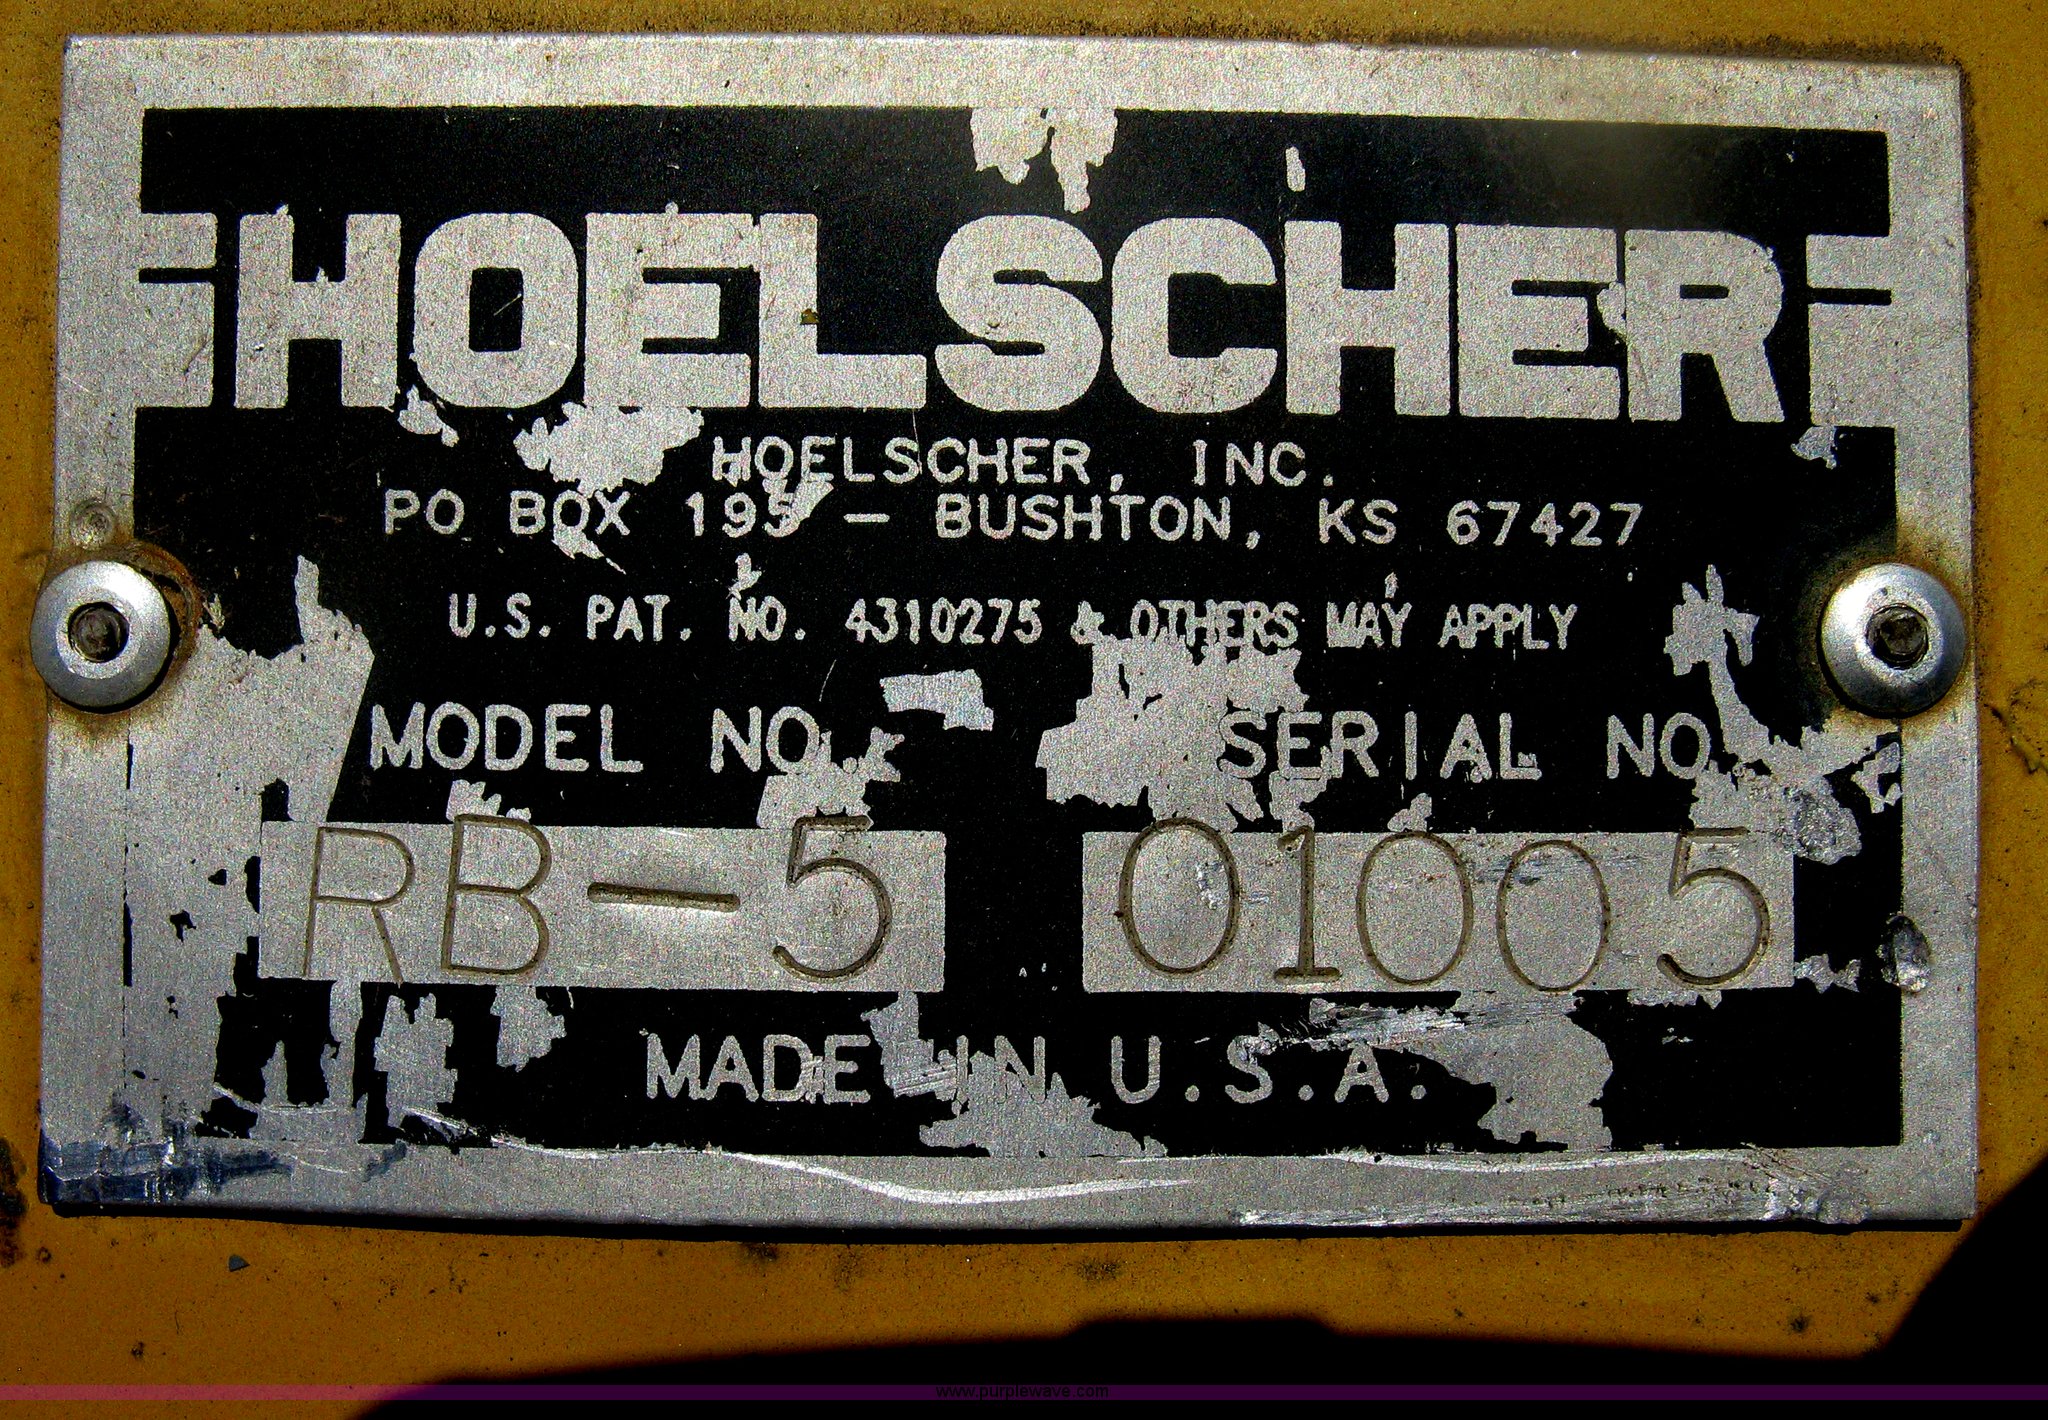 HOELSCHER
HOELSCHER, INC.
PO BOX 195 – BUSHTON, KS 67427
U.S. PAT. NO. 4310275 & OTHERS MAY APPLY
MODEL NO. SERIAL NO.
RB-5 01005
MADE IN U.S.A.
www.purplewave.com